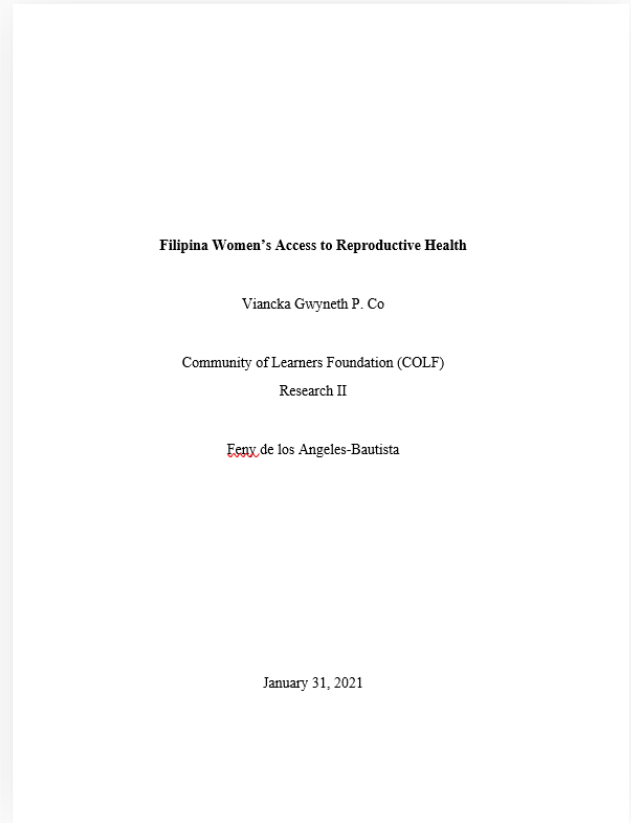 Filipina Women’s Access to Reproductive Health
Viancka Gwyneth P. Co
Community of Learners Foundation (COLF)
Research II
Feny de los Angeles-Bautista
January 31, 2021